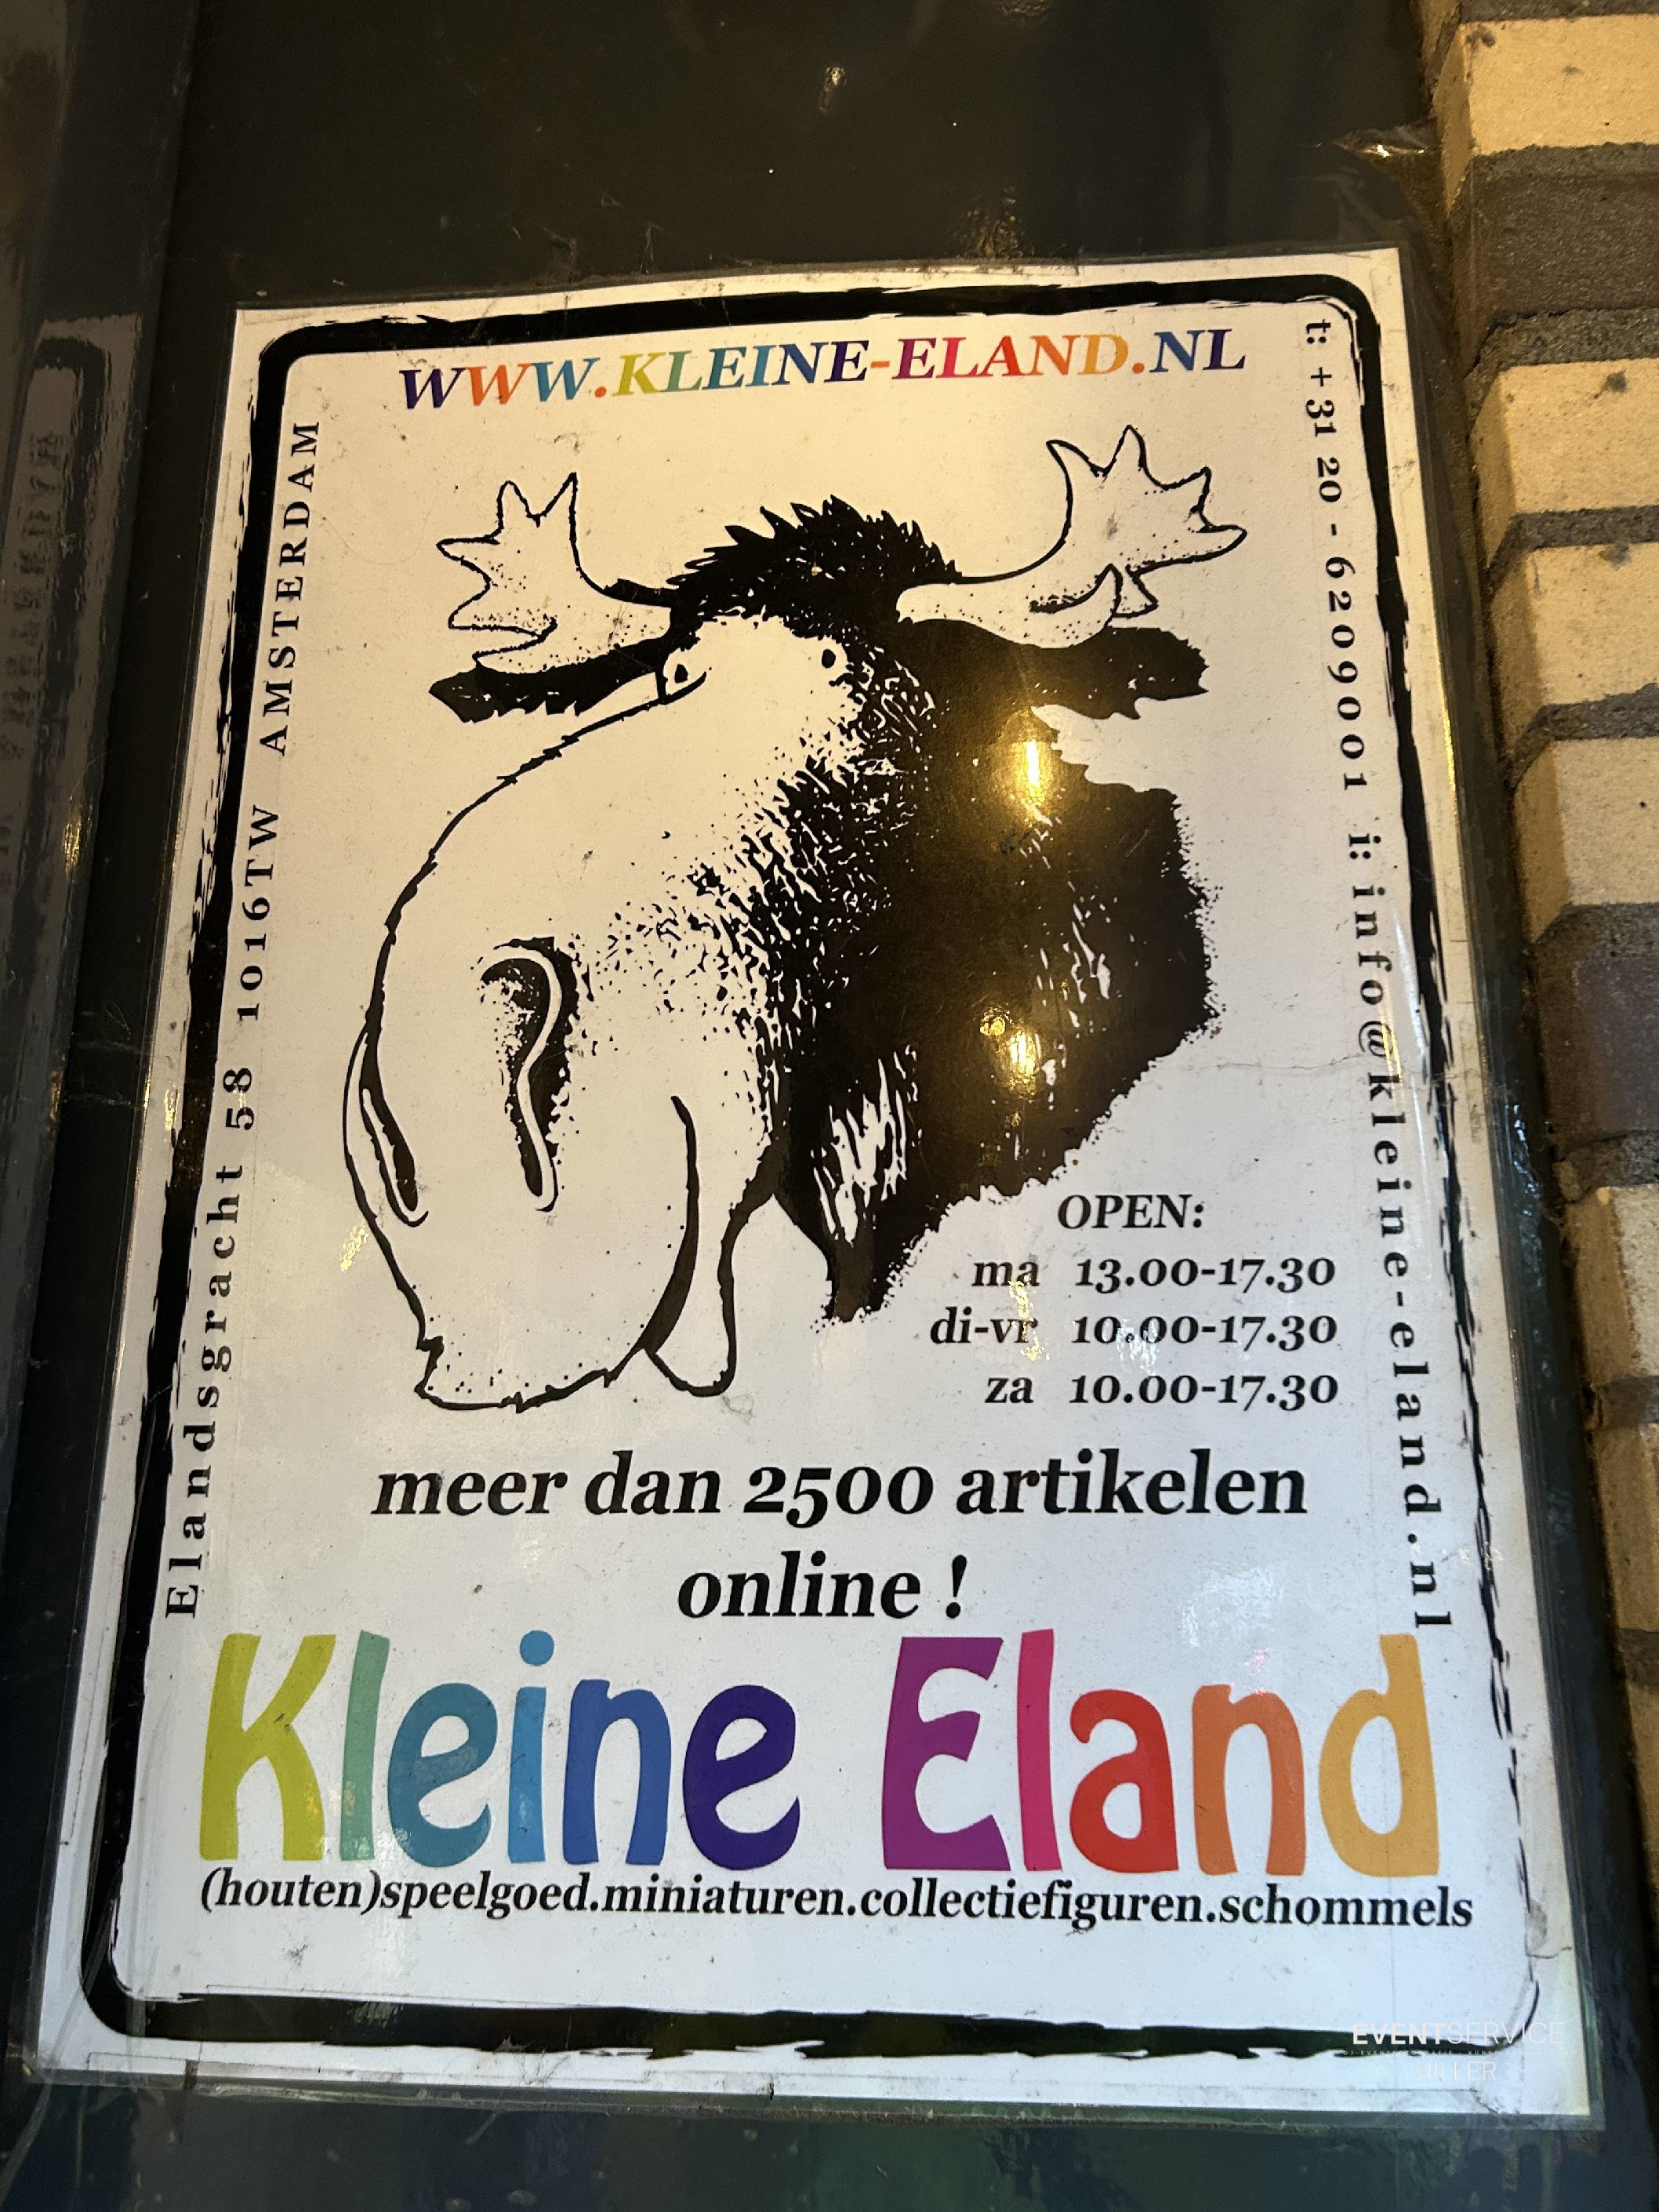 WWW.KLEINE-ELAND.NL
Elandsgracht 58 1016TW AMSTERDAM
t: +31 20 - 6209001 i: info@kleine-eland.nl
OPEN:
ma 13.00-17.30
di-vr 10.00-17.30
za 10.00-17.30
meer dan 2500 artikelen
online !
Kleine Eland
(houten)speelgoed.miniaturen.collectiefiguren.schommels
EVENTSERVICE
HILLER